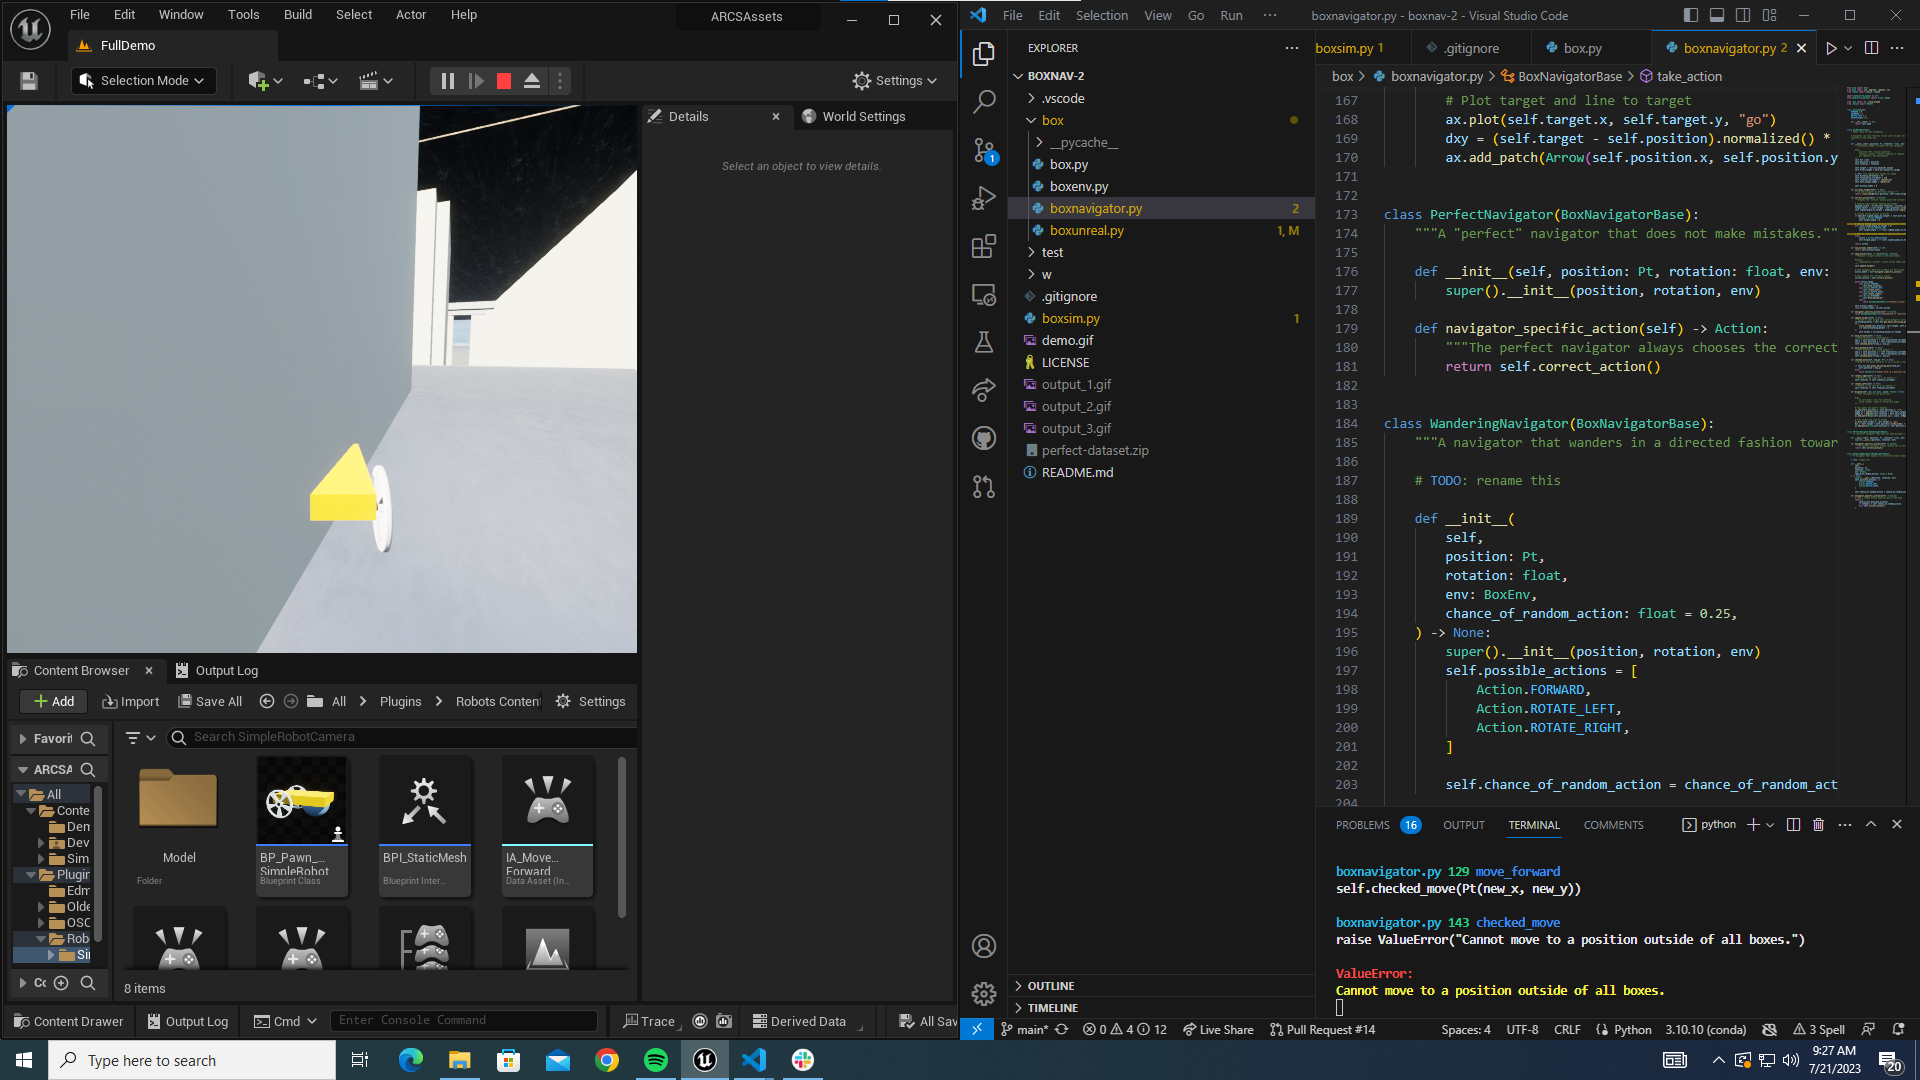 File Edit Window Tools Build Select Actor Help
ARCSAssets
FullDemo
Selection Mode
Settings
Details
World Settings
Select an object to view details.
Content Browser
Output Log
Add
Import
Save All
All
Plugins
Robots Conten
Settings
Favorit
Search SimpleRobotCamera
ARCSA
All
Conte
Den
Dev
Sim
Plugin
Edm
Olde
OSC
Rob
Sir
Model
Folder
BP_Pawn_...
SimpleRobot
Blueprint Class
BPI_StaticMesh
Blueprint Inter...
IA_Move...
Forward
Data Asset (In...
8 items
Content Drawer
Output Log
Cmd
Enter Console Command
Trace
Derived Data
All Sav
File Edit Selection View Go Run ···
boxnavigator.py - boxnav-2 - Visual Studio Code
EXPLORER
BOXNAV-2
.vscode
box
__pycache__
box.py
boxenv.py
boxnavigator.py 2
boxunreal.py 1, M
test
w
.gitignore
boxsim.py 1
demo.gif
LICENSE
output_1.gif
output_2.gif
output_3.gif
perfect-dataset.zip
README.md
OUTLINE
TIMELINE
boxsim.py 1
.gitignore
box.py
boxnavigator.py 2
box > boxnavigator.py > BoxNavigatorBase > take_action
167 # Plot target and line to target
168 ax.plot(self.target.x, self.target.y, "go")
169 dxy = (self.target - self.position).normalized() *
170 ax.add_patch(Arrow(self.position.x, self.position.y
171
172
173 class PerfectNavigator(BoxNavigatorBase):
174 """A "perfect" navigator that does not make mistakes.""
175
176 def __init__(self, position: Pt, rotation: float, env:
177 super().__init__(position, rotation, env)
178
179 def navigator_specific_action(self) -> Action:
180 """The perfect navigator always chooses the correct
181 return self.correct_action()
182
183
184 class WanderingNavigator(BoxNavigatorBase):
185 """A navigator that wanders in a directed fashion towar
186
187 # TODO: rename this
188
189 def __init__(
190 self,
191 position: Pt,
192 rotation: float,
193 env: BoxEnv,
194 chance_of_random_action: float = 0.25,
195 ) -> None:
196 super().__init__(position, rotation, env)
197 self.possible_actions = [
198 Action.FORWARD,
199 Action.ROTATE_LEFT,
200 Action.ROTATE_RIGHT,
201 ]
202
203 self.chance_of_random_action = chance_of_random_act
204
PROBLEMS 16 OUTPUT TERMINAL COMMENTS
python
boxnavigator.py 129 move_forward
self.checked_move(Pt(new_x, new_y))
boxnavigator.py 143 checked_move
raise ValueError("Cannot move to a position outside of all boxes.")
ValueError:
Cannot move to a position outside of all boxes.
main* 0 4 12 Live Share Pull Request #14 Spaces: 4 UTF-8 CRLF Python 3.10.10 (conda) 3 Spell
Type here to search
9:27 AM
7/21/2023
20